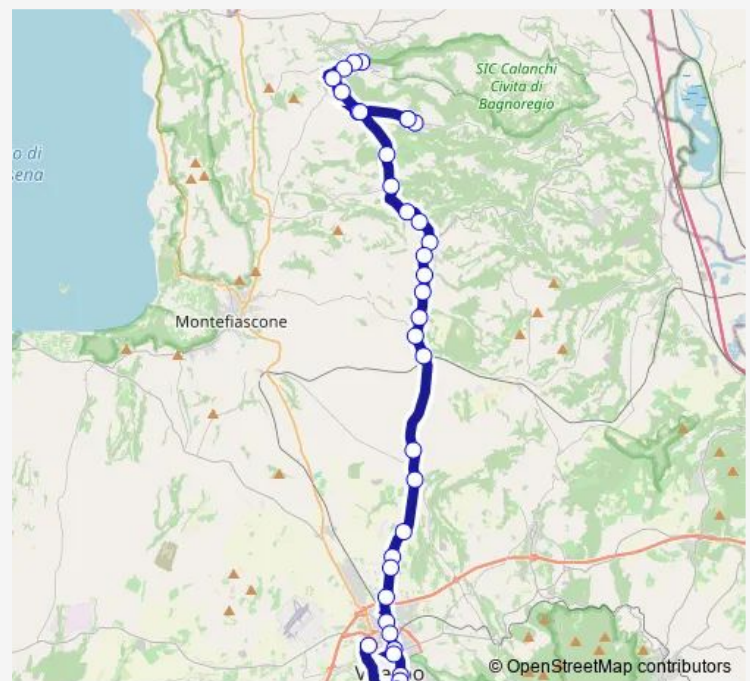 SIC Calanchi
Civita di
Bagnoregio
o di
sena
Montefiascone
© OpenStreetMap contributors